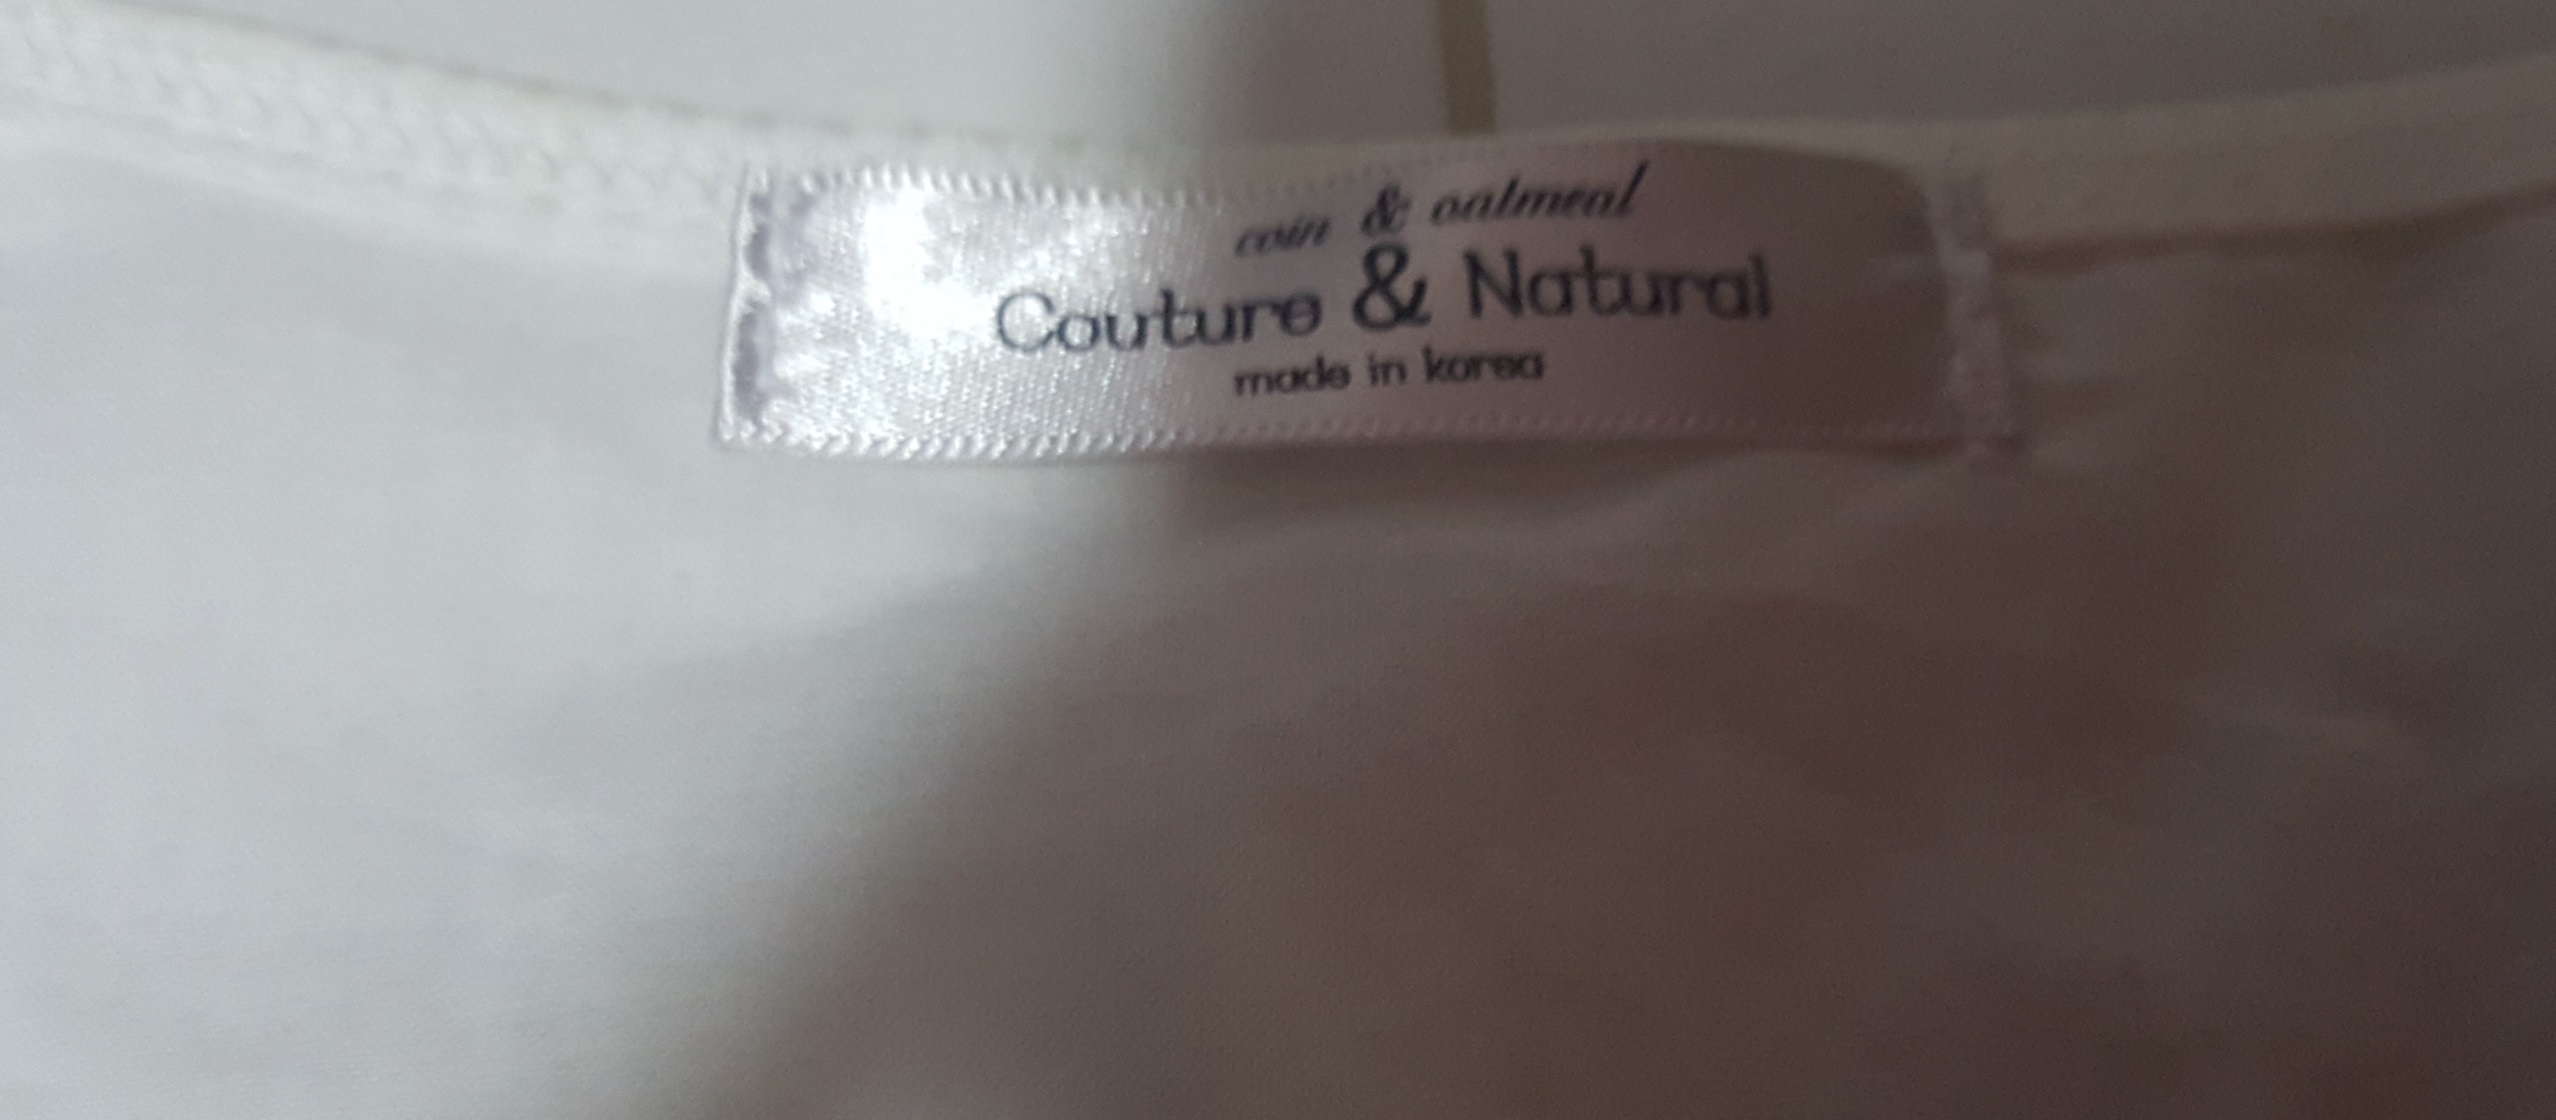 coin & oatmeal
Couture & Natural
made in korea